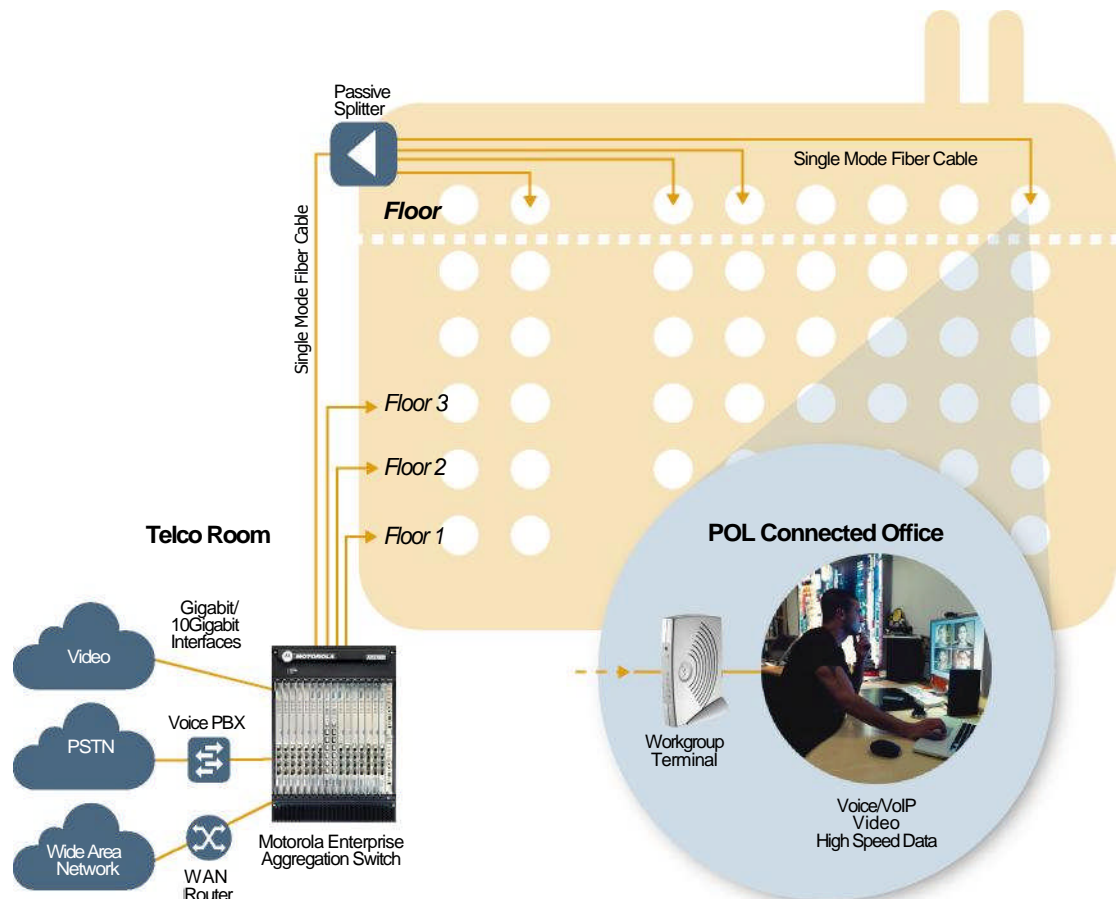 Passive
Splitter
Single Mode Fiber Cable
Floor
Single Mode Fiber Cable
Floor 3
Floor 2
Floor 1
Telco Room
POL Connected Office
Gigabit/
10Gigabit
Interfaces
Video
MOTOROLA
Voice PBX
PSTN
Workgroup
Terminal
Wide Area
Network
WAN
Router
Motorola Enterprise
Aggregation Switch
Voice/VoIP
Video
High Speed Data